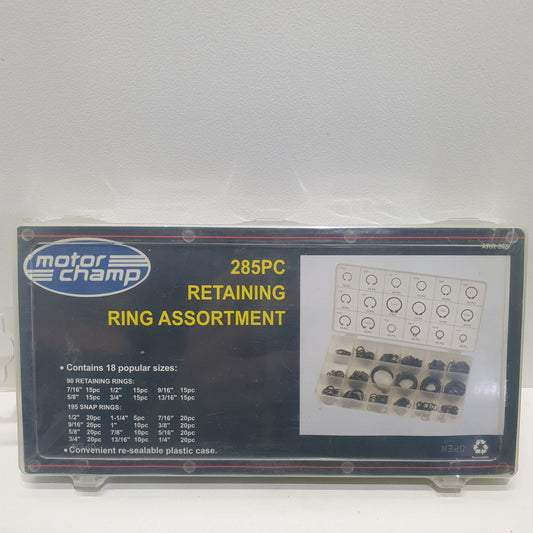 motor
champ
285PC
RETAINING
RING ASSORTMENT
• Contains 18 popular sizes:
90 RETAINING RINGS:
7/16" 15pc 1/2" 15pc 9/16" 15pc
5/8" 15pc 3/4" 15pc 13/16" 15pc
195 SNAP RINGS:
1/2" 20pc 1-1/4" 5pc 7/16" 20pc
9/16" 20pc 1" 10pc 3/8" 20pc
5/8" 20pc 7/8" 10pc 5/16" 20pc
3/4" 20pc 13/16" 10pc 1/4" 20pc
• Convenient re-sealable plastic case.
OPEN